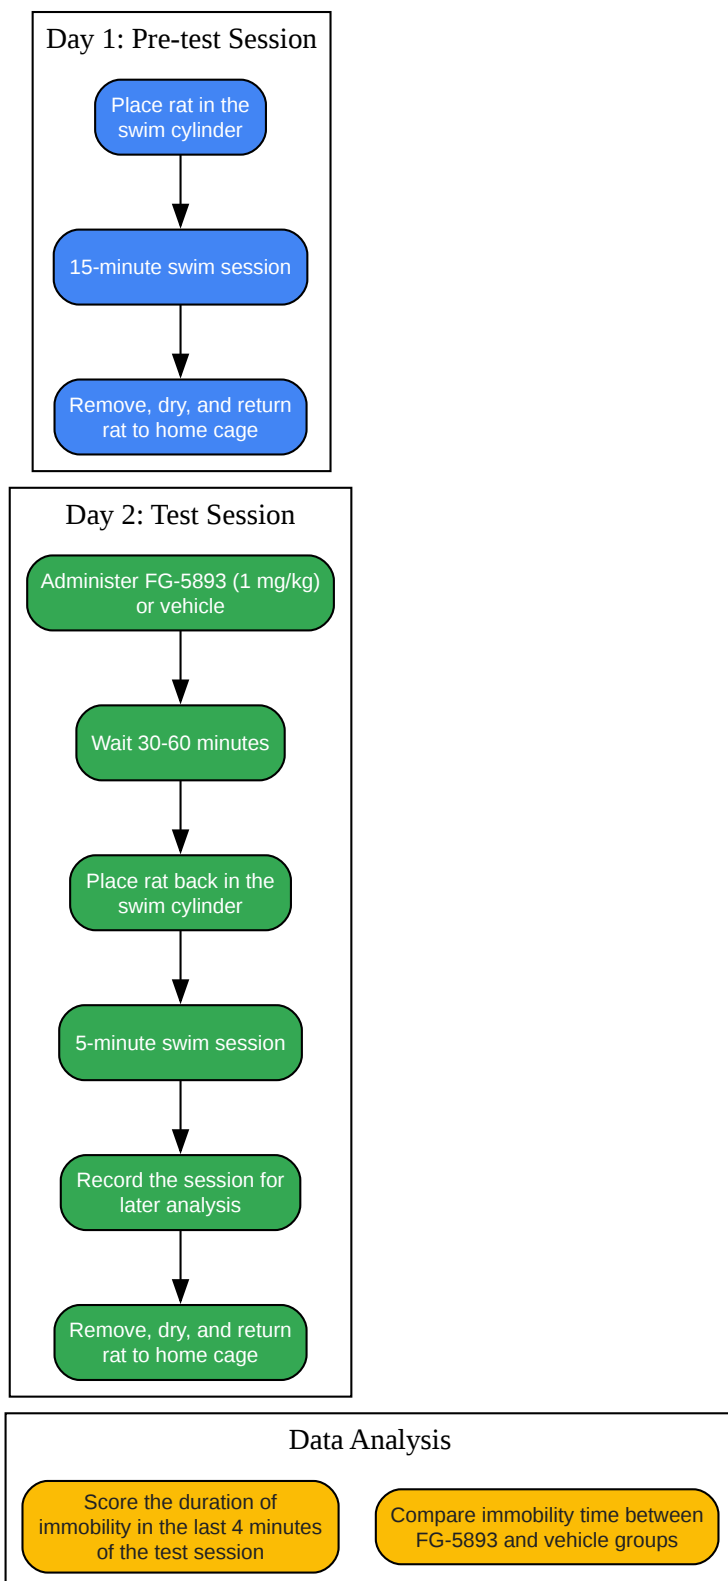 Day 1: Pre-test Session
Place rat in the
swim cylinder
15-minute swim session
Remove, dry, and return
rat to home cage
Day 2: Test Session
Administer FG-5893 (1 mg/kg)
or vehicle
Wait 30-60 minutes
Place rat back in the
swim cylinder
5-minute swim session
Record the session for
later analysis
Remove, dry, and return
rat to home cage
Data Analysis
Score the duration of
immobility in the last 4 minutes
of the test session
Compare immobility time between
FG-5893 and vehicle groups